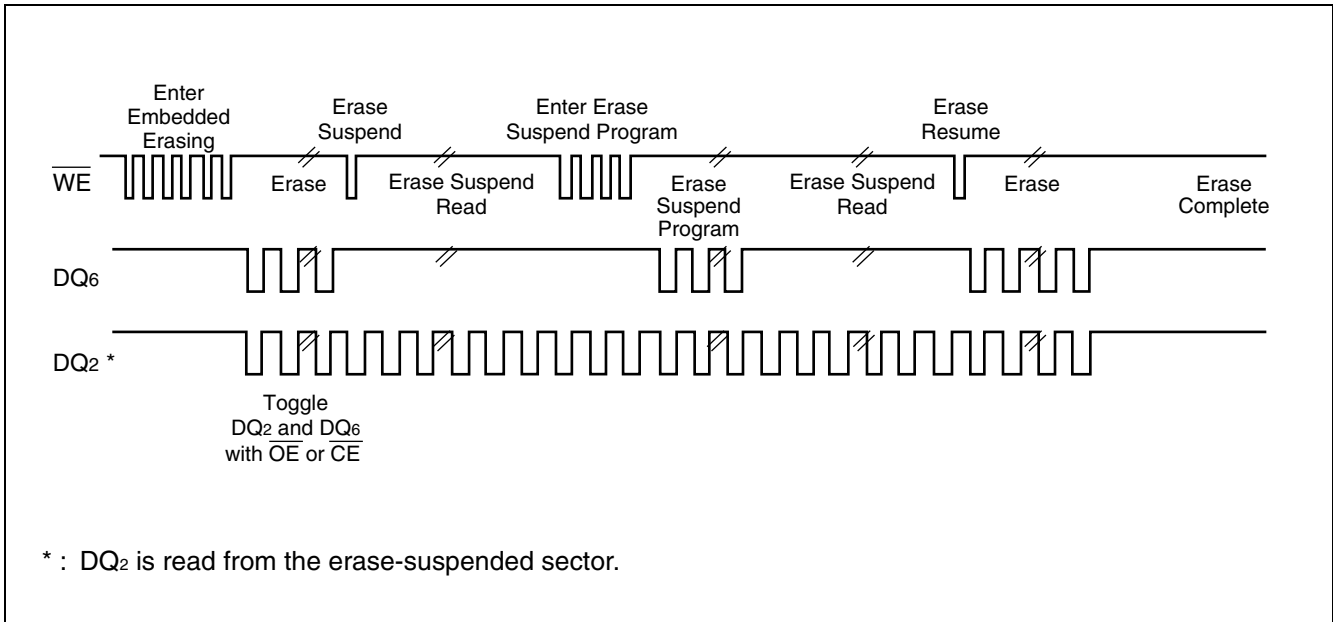 Enter
Embedded
Erasing
Erase
Suspend
Enter Erase
Suspend Program
Erase
Resume
WE
Erase
Erase Suspend
Read
Erase
Suspend
Program
Erase Suspend
Read
Erase
Erase
Complete
DQ6
DQ2 *
Toggle
DQ2 and DQ6
with OE or CE
* : DQ2 is read from the erase-suspended sector.